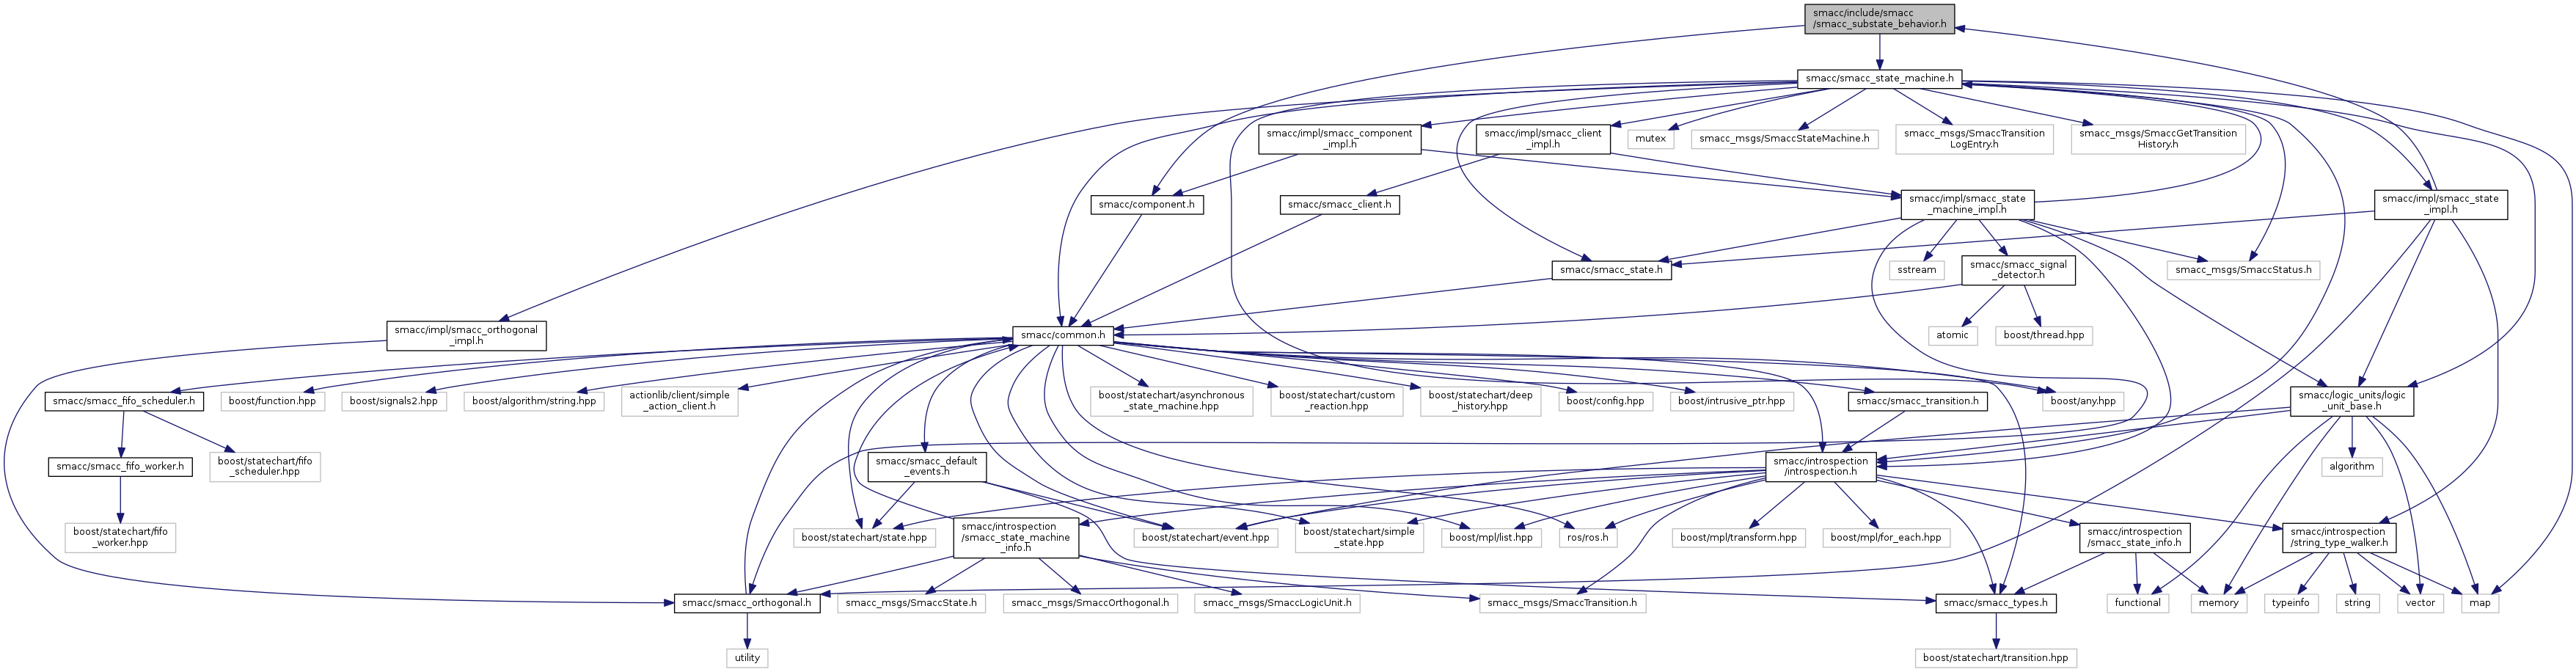 smacc/include/smacc
/smacc_substate_behavior.h
smacc/smacc_state_machine.h
smacc/impl/smacc_component
_impl.h
smacc/impl/smacc_client
_impl.h
mutex
smacc_msgs/SmaccStateMachine.h
smacc_msgs/SmaccTransition
LogEntry.h
smacc_msgs/SmaccGetTransition
History.h
smacc/component.h
smacc/smacc_client.h
smacc/impl/smacc_state
_machine_impl.h
smacc/impl/smacc_state
_impl.h
smacc/smacc_state.h
sstream
smacc/smacc_signal
_detector.h
smacc_msgs/SmaccStatus.h
smacc/impl/smacc_orthogonal
_impl.h
smacc/common.h
atomic
boost/thread.hpp
smacc/smacc_fifo_scheduler.h
boost/function.hpp
boost/signals2.hpp
boost/algorithm/string.hpp
actionlib/client/simple
_action_client.h
boost/statechart/asynchronous
_state_machine.hpp
boost/statechart/custom
_reaction.hpp
boost/statechart/deep
_history.hpp
boost/config.hpp
boost/intrusive_ptr.hpp
smacc/smacc_transition.h
boost/any.hpp
smacc/logic_units/logic
_unit_base.h
smacc/smacc_fifo_worker.h
boost/statechart/fifo
_scheduler.hpp
smacc/smacc_default
_events.h
smacc/introspection
/introspection.h
algorithm
boost/statechart/fifo
_worker.hpp
boost/statechart/state.hpp
smacc/introspection
/smacc_state_machine
_info.h
boost/statechart/event.hpp
boost/statechart/simple
_state.hpp
boost/mpl/list.hpp
ros/ros.h
boost/mpl/transform.hpp
boost/mpl/for_each.hpp
smacc/introspection
/smacc_state_info.h
smacc/introspection
/string_type_walker.h
smacc/smacc_orthogonal.h
smacc_msgs/SmaccState.h
smacc_msgs/SmaccOrthogonal.h
smacc_msgs/SmaccLogicUnit.h
smacc_msgs/SmaccTransition.h
smacc/smacc_types.h
functional
memory
typeinfo
string
vector
map
utility
boost/statechart/transition.hpp